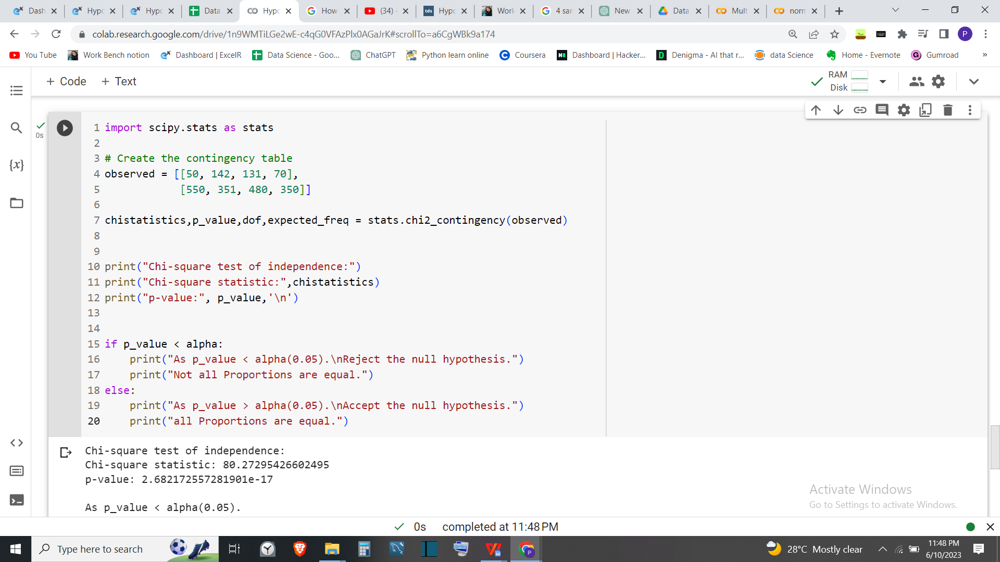 Dash
Hypo
Hypo
Data
Hypo
How
(34)
tds Hypo
Work
4 sam
New
Data
Mult
norm
colab.research.google.com/drive/1n9WMTiLGe2wE-c4qG0VFAzPlx0AGaJrK#scrollTo=a6CgWBk9a174
P
You Tube
Work Bench notion
Dashboard | ExcelR
Data Science - Goo...
ChatGPT
Python learn online
Coursera
Dashboard | Hacker...
Denigma - AI that r...
data Science
Home - Evernote
Gumroad
»
+ Code + Text
RAM
Disk
0s
1 import scipy.stats as stats
2
3 # Create the contingency table
4 observed = [[50, 142, 131, 70],
5 [550, 351, 480, 350]]
6
7 chistatistics,p_value,dof,expected_freq = stats.chi2_contingency(observed)
8
9
10 print("Chi-square test of independence:")
11 print("Chi-square statistic:",chistatistics)
12 print("p-value:", p_value,'\n')
13
14
15 if p_value < alpha:
16 print("As p_value < alpha(0.05).\nReject the null hypothesis.")
17 print("Not all Proportions are equal.")
18 else:
19 print("As p_value > alpha(0.05).\nAccept the null hypothesis.")
20 print("all Proportions are equal.")
Chi-square test of independence:
Chi-square statistic: 80.27295426602495
p-value: 2.682172557281901e-17
As p_value < alpha(0.05).
Activate Windows
Go to Settings to activate Windows.
0s completed at 11:48 PM
Type here to search
28°C Mostly clear
11:48 PM
6/10/2023